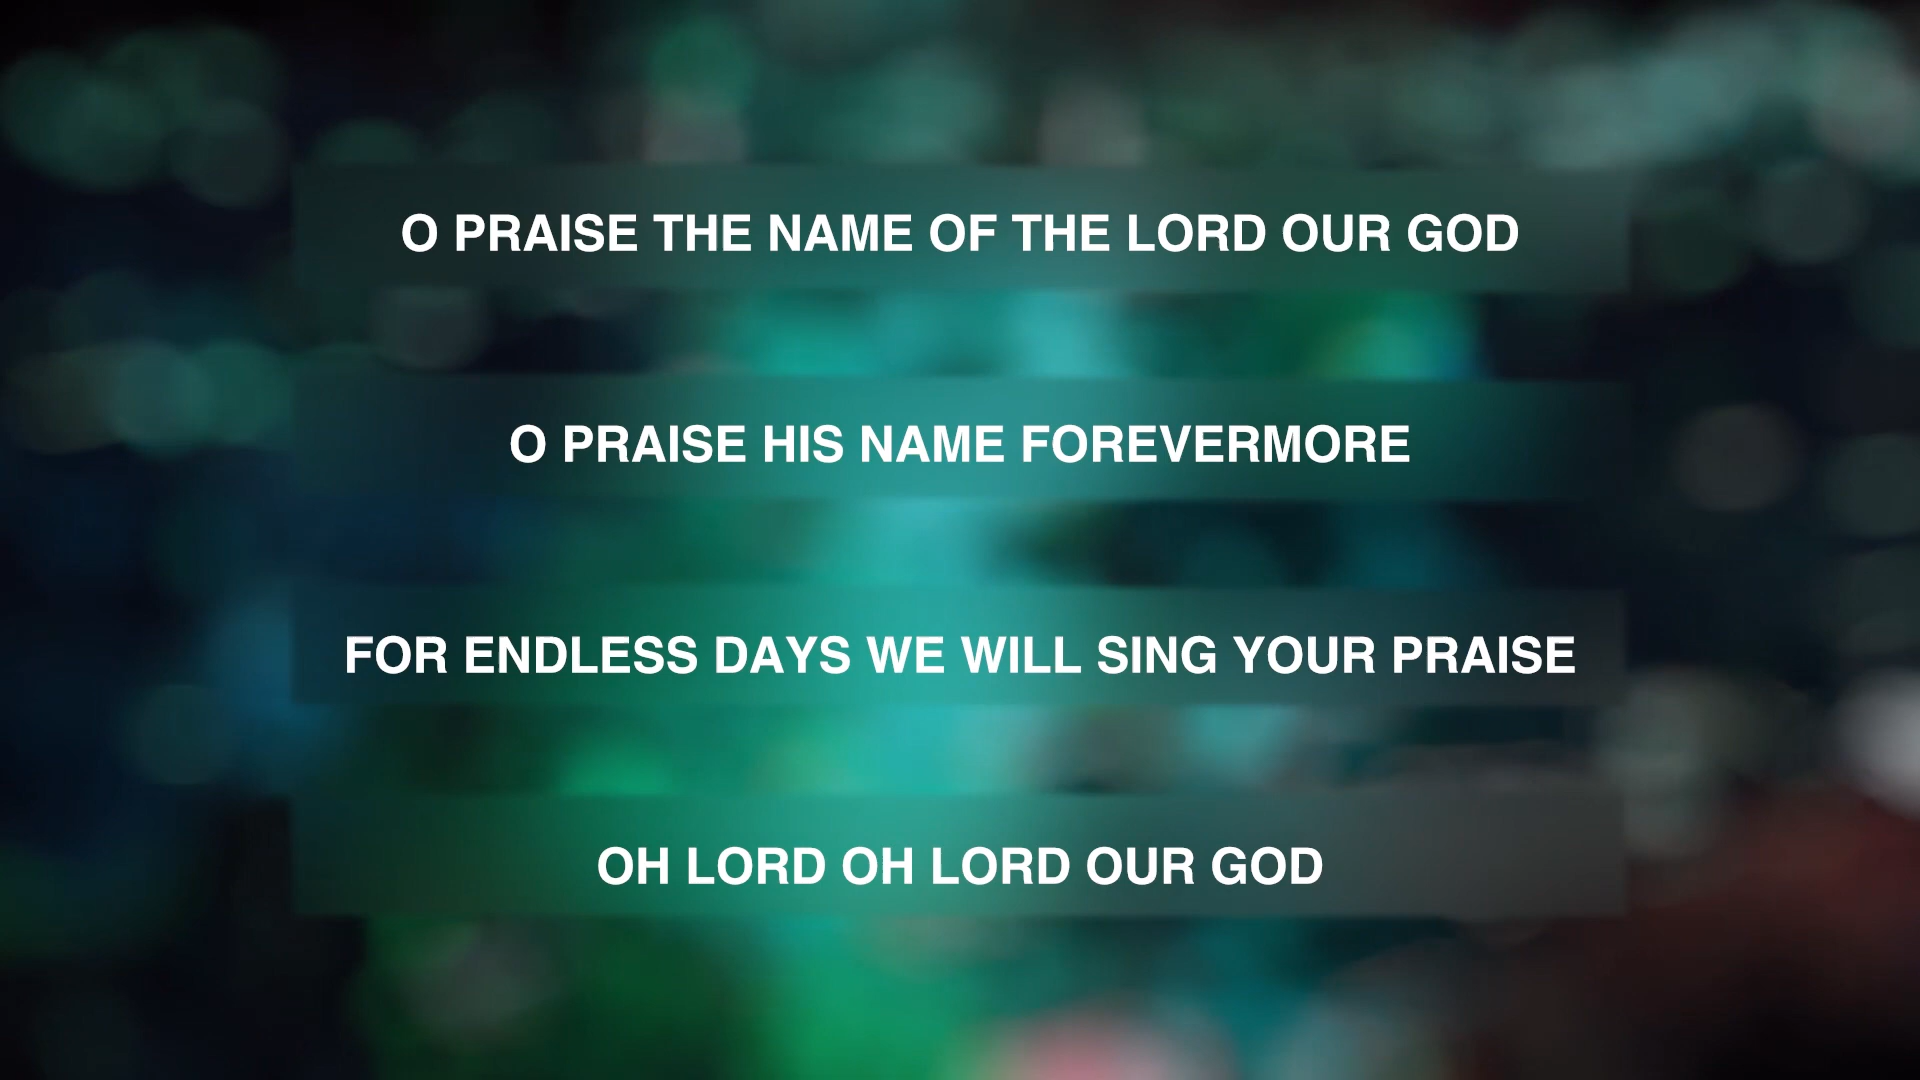 O PRAISE THE NAME OF THE LORD OUR GOD
O PRAISE HIS NAME FOREVERMORE
FOR ENDLESS DAYS WE WILL SING YOUR PRAISE
OH LORD OH LORD OUR GOD